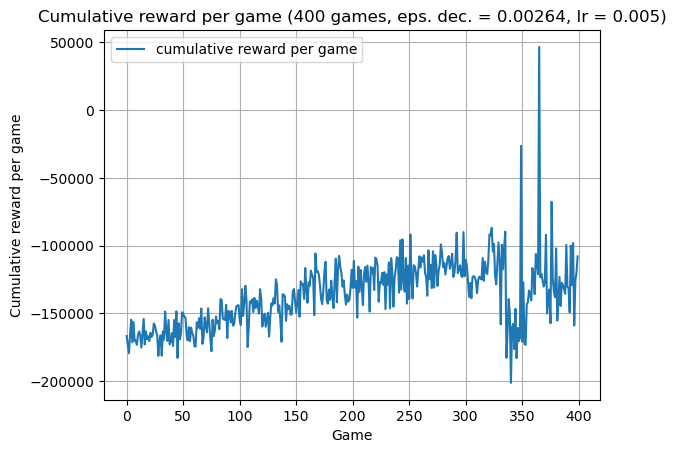 Cumulative reward per game (400 games, eps. dec. = 0.00264, lr = 0.005)
cumulative reward per game
Cumulative reward per game
50000
0
−50000
−100000
−150000
−200000
0 50 100 150 200 250 300 350 400
Game